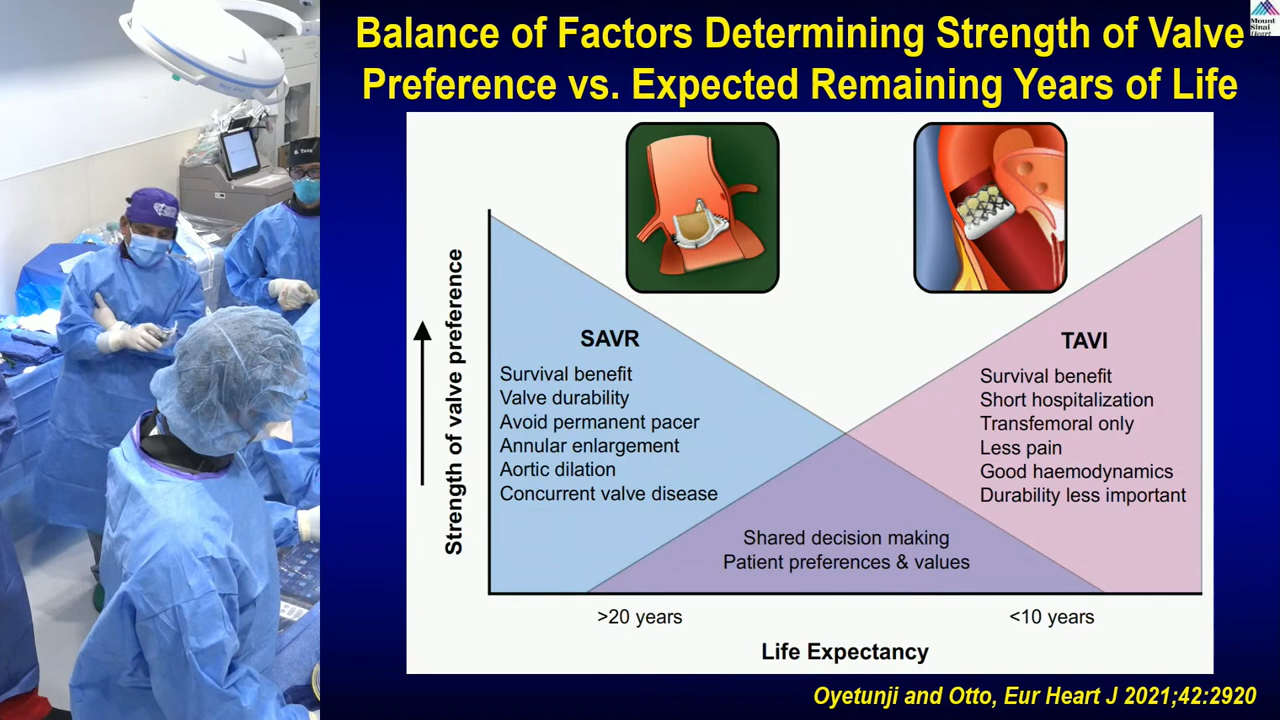 Balance of Factors Determining Strength of Valve
Preference vs. Expected Remaining Years of Life
Mount
Sinai
Heart
Strength of valve preference
SAVR
Survival benefit
Valve durability
Avoid permanent pacer
Annular enlargement
Aortic dilation
Concurrent valve disease
TAVI
Survival benefit
Short hospitalization
Transfemoral only
Less pain
Good haemodynamics
Durability less important
Shared decision making
Patient preferences & values
>20 years
<10 years
Life Expectancy
Oyetunji and Otto, Eur Heart J 2021;42:2920